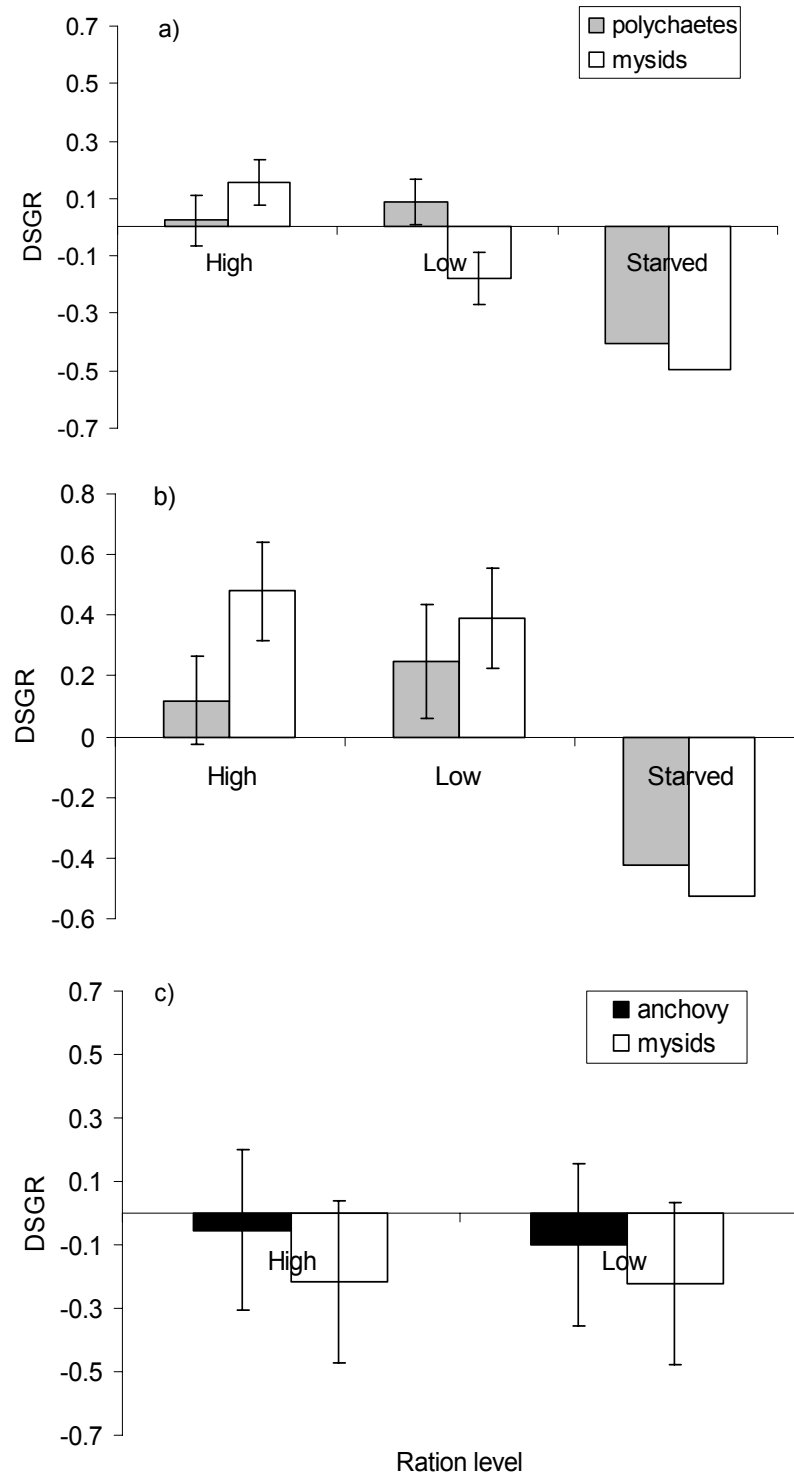 a)
polychaetes
mysids
0.7
0.5
0.3
0.1
-0.1
-0.3
-0.5
-0.7
DSGR
High Low Starved
b)
0.8
0.6
0.4
0.2
0
-0.2
-0.4
-0.6
DSGR
High Low Starved
c)
anchovy
mysids
0.7
0.5
0.3
0.1
-0.1
-0.3
-0.5
-0.7
DSGR
High Low
Ration level